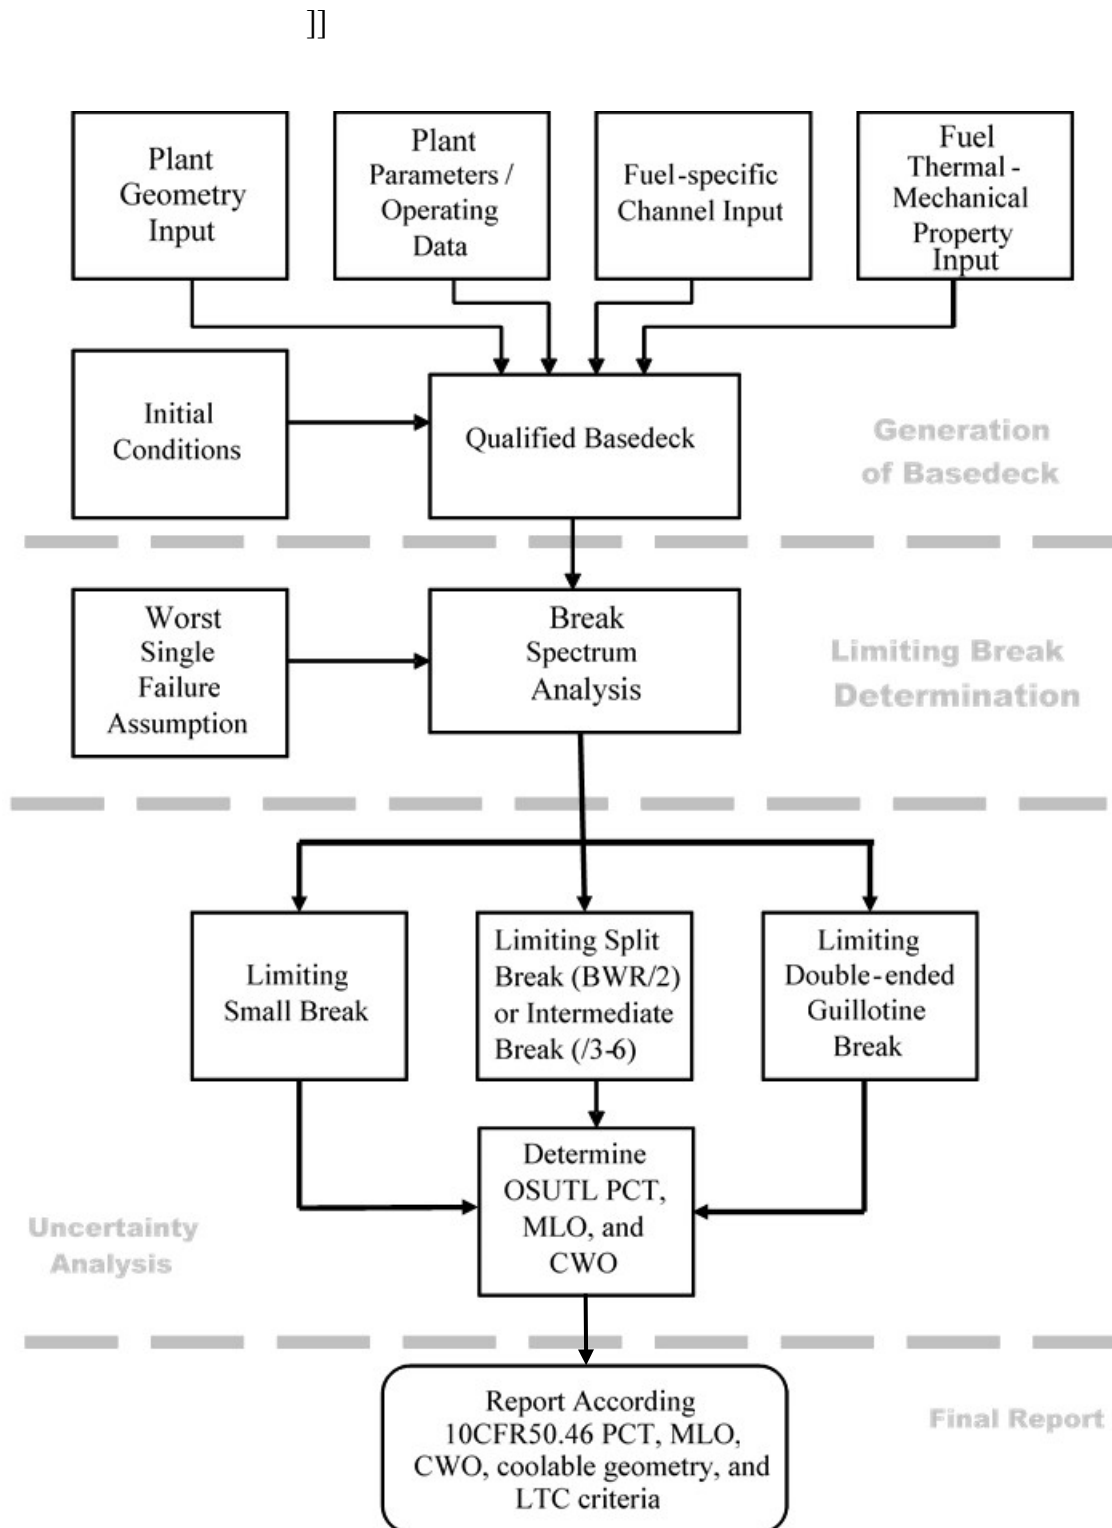 ]]
Plant
Geometry
Input
Plant
Parameters /
Operating
Data
Fuel-specific
Channel Input
Fuel
Thermal -
Mechanical
Property
Input
Initial
Conditions
Qualified Basedeck
Generation
of Basedeck
Worst
Single
Failure
Assumption
Break
Spectrum
Analysis
Limiting Break
Determination
Limiting
Small Break
Limiting Split
Break (BWR/2)
or Intermediate
Break (/3-6)
Limiting
Double-ended
Guillotine
Break
Determine
OSUTL PCT,
MLO, and
CWO
Uncertainty
Analysis
Report According
10CFR50.46 PCT, MLO,
CWO, coolable geometry, and
LTC criteria
Final Report